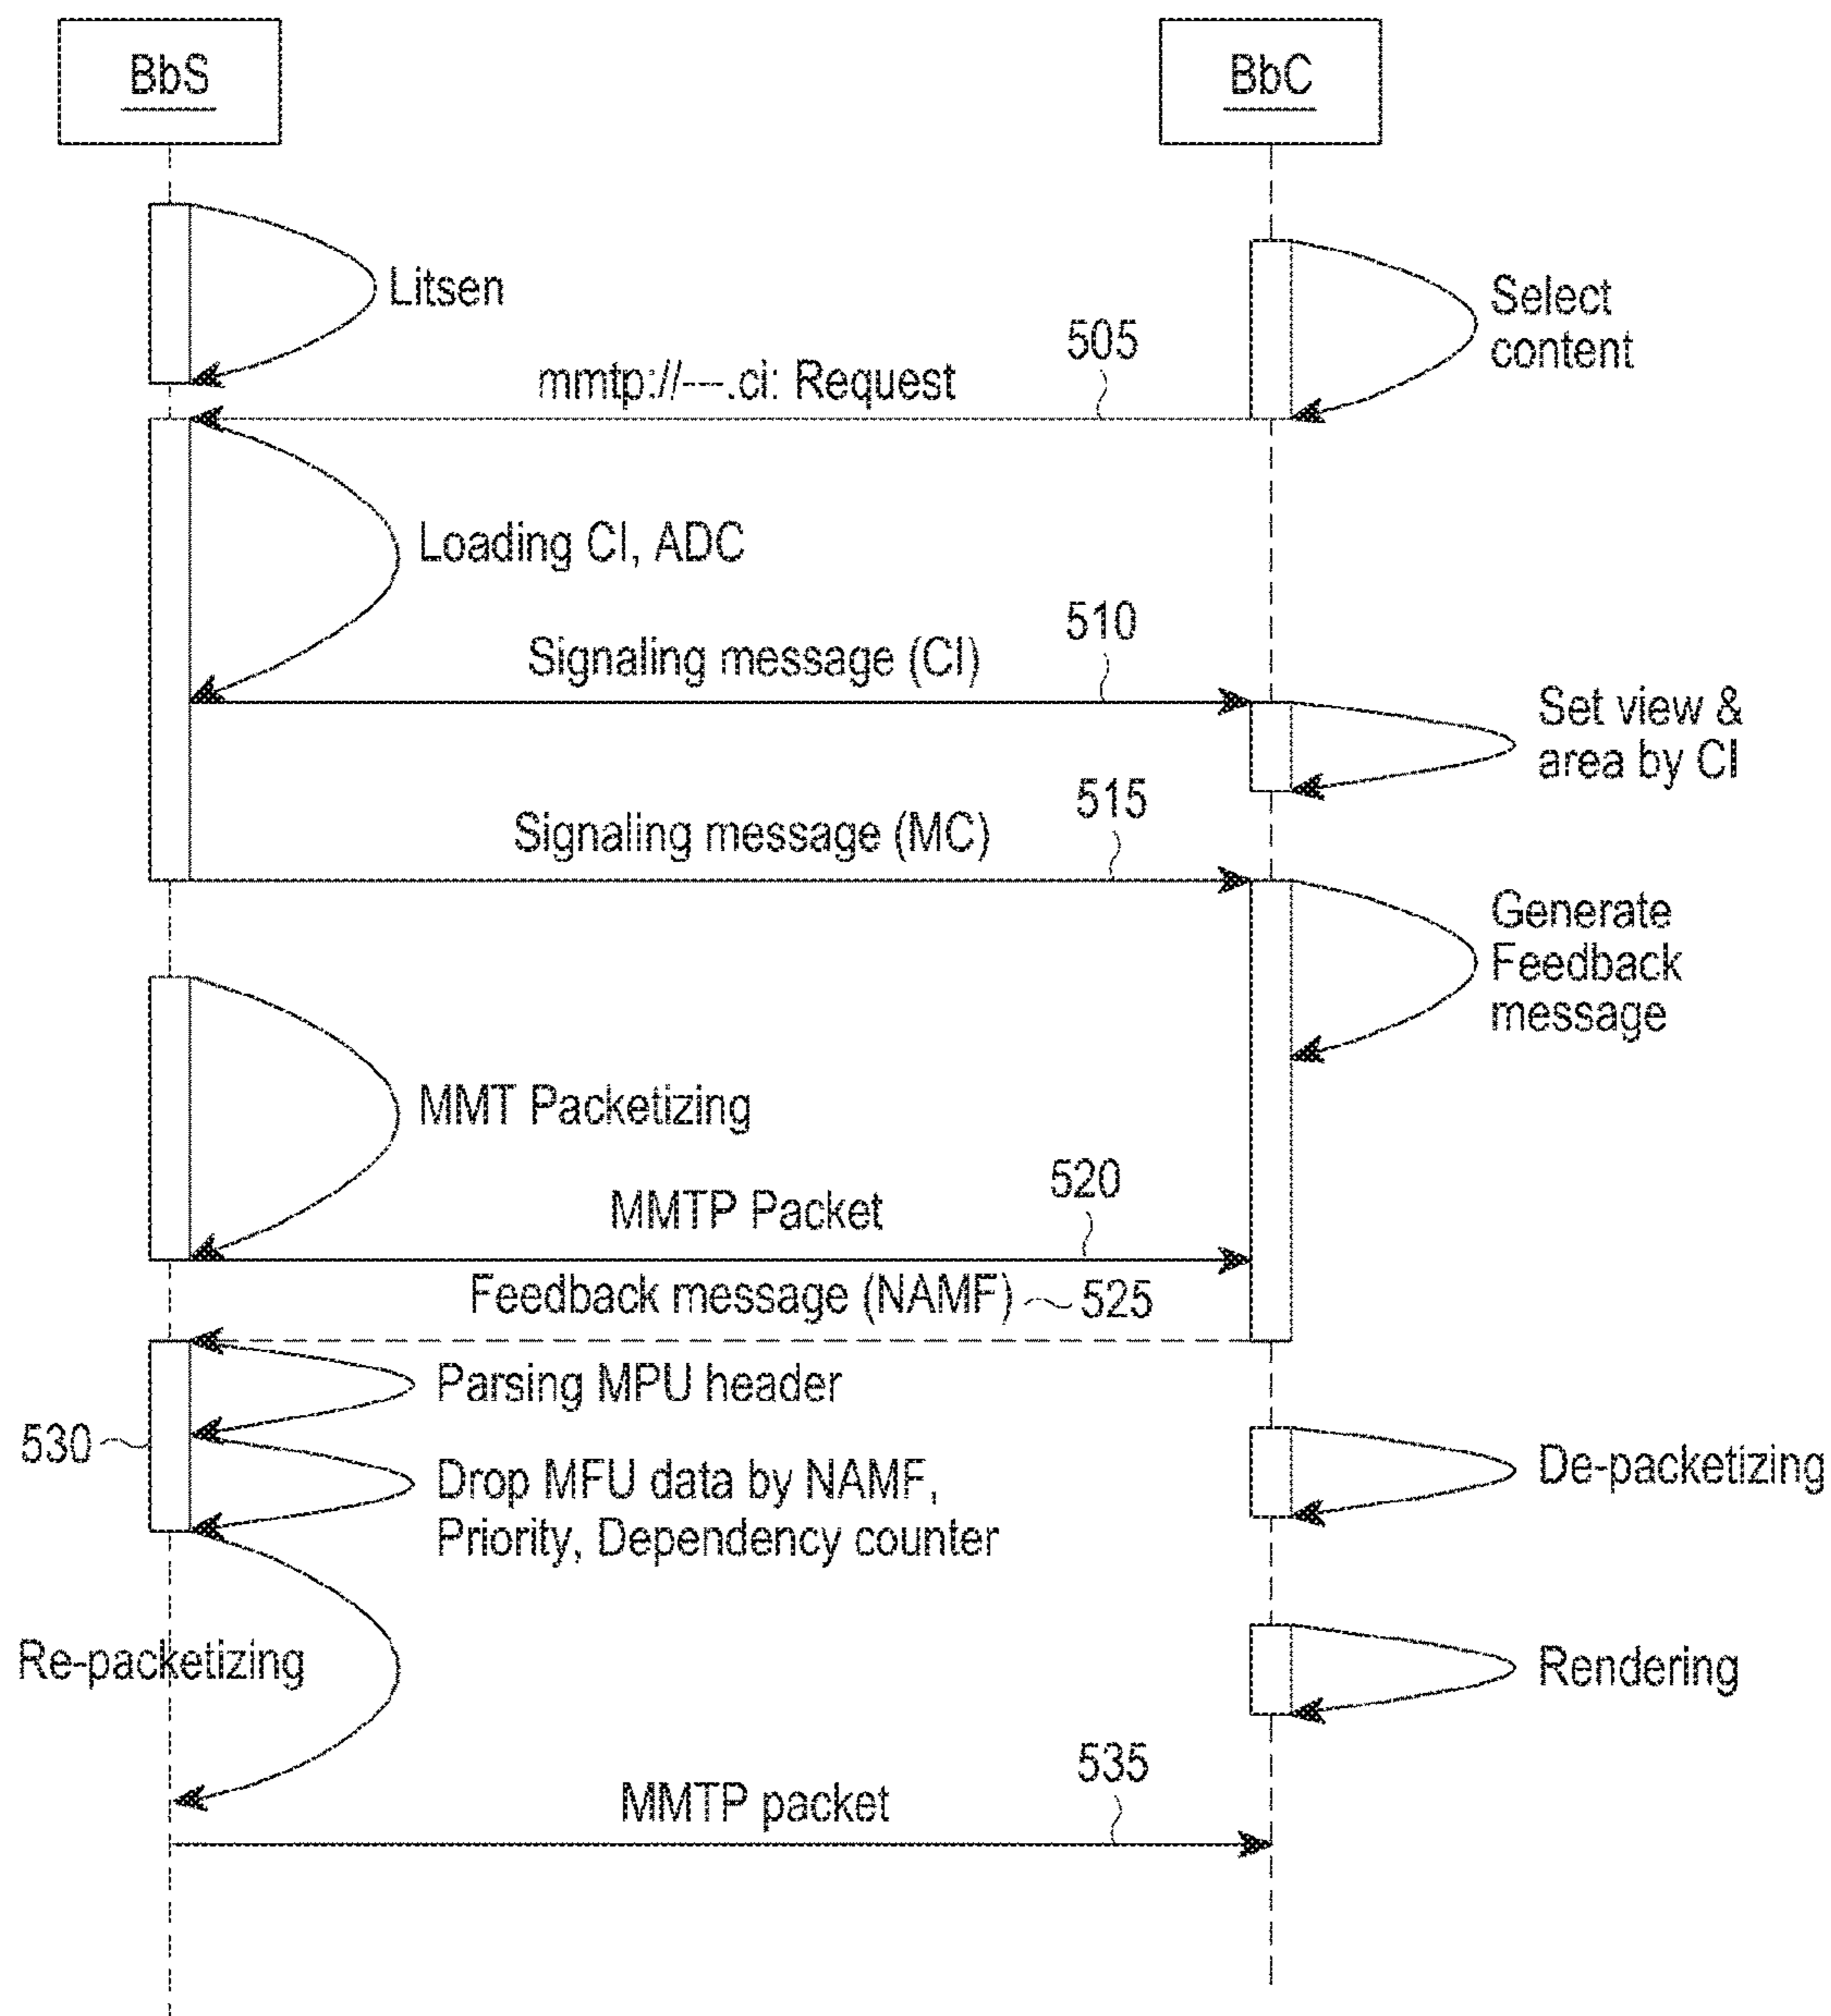 BbS
BbC
Litsen
Select
content
505
mmtp://---.ci: Request
Loading CI, ADC
510
Signaling message (CI)
Set view &
area by CI
515
Signaling message (MC)
Generate
Feedback
message
MMT Packetizing
520
MMTP Packet
Feedback message (NAMF) 525
Parsing MPU header
530
Drop MFU data by NAMF,
Priority, Dependency counter
De-packetizing
Re-packetizing
Rendering
535
MMTP packet